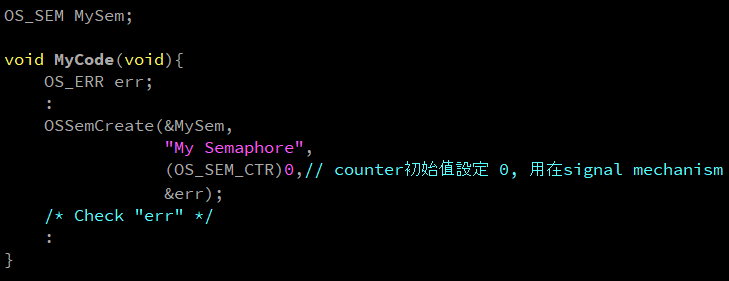 OS_SEM MySem;

void MyCode(void){
    OS_ERR err;
    :
    OSSemCreate(&MySem,
                "My Semaphore",
                (OS_SEM_CTR)0,// counter初始值設定 0, 用在signal mechanism
                &err);
    /* Check "err" */
    :
}